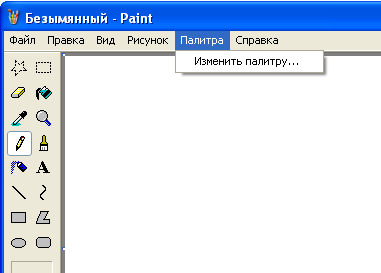 Безымянный - Paint
Файл Правка Вид Рисунок Палитра Справка
Изменить палитру...
A